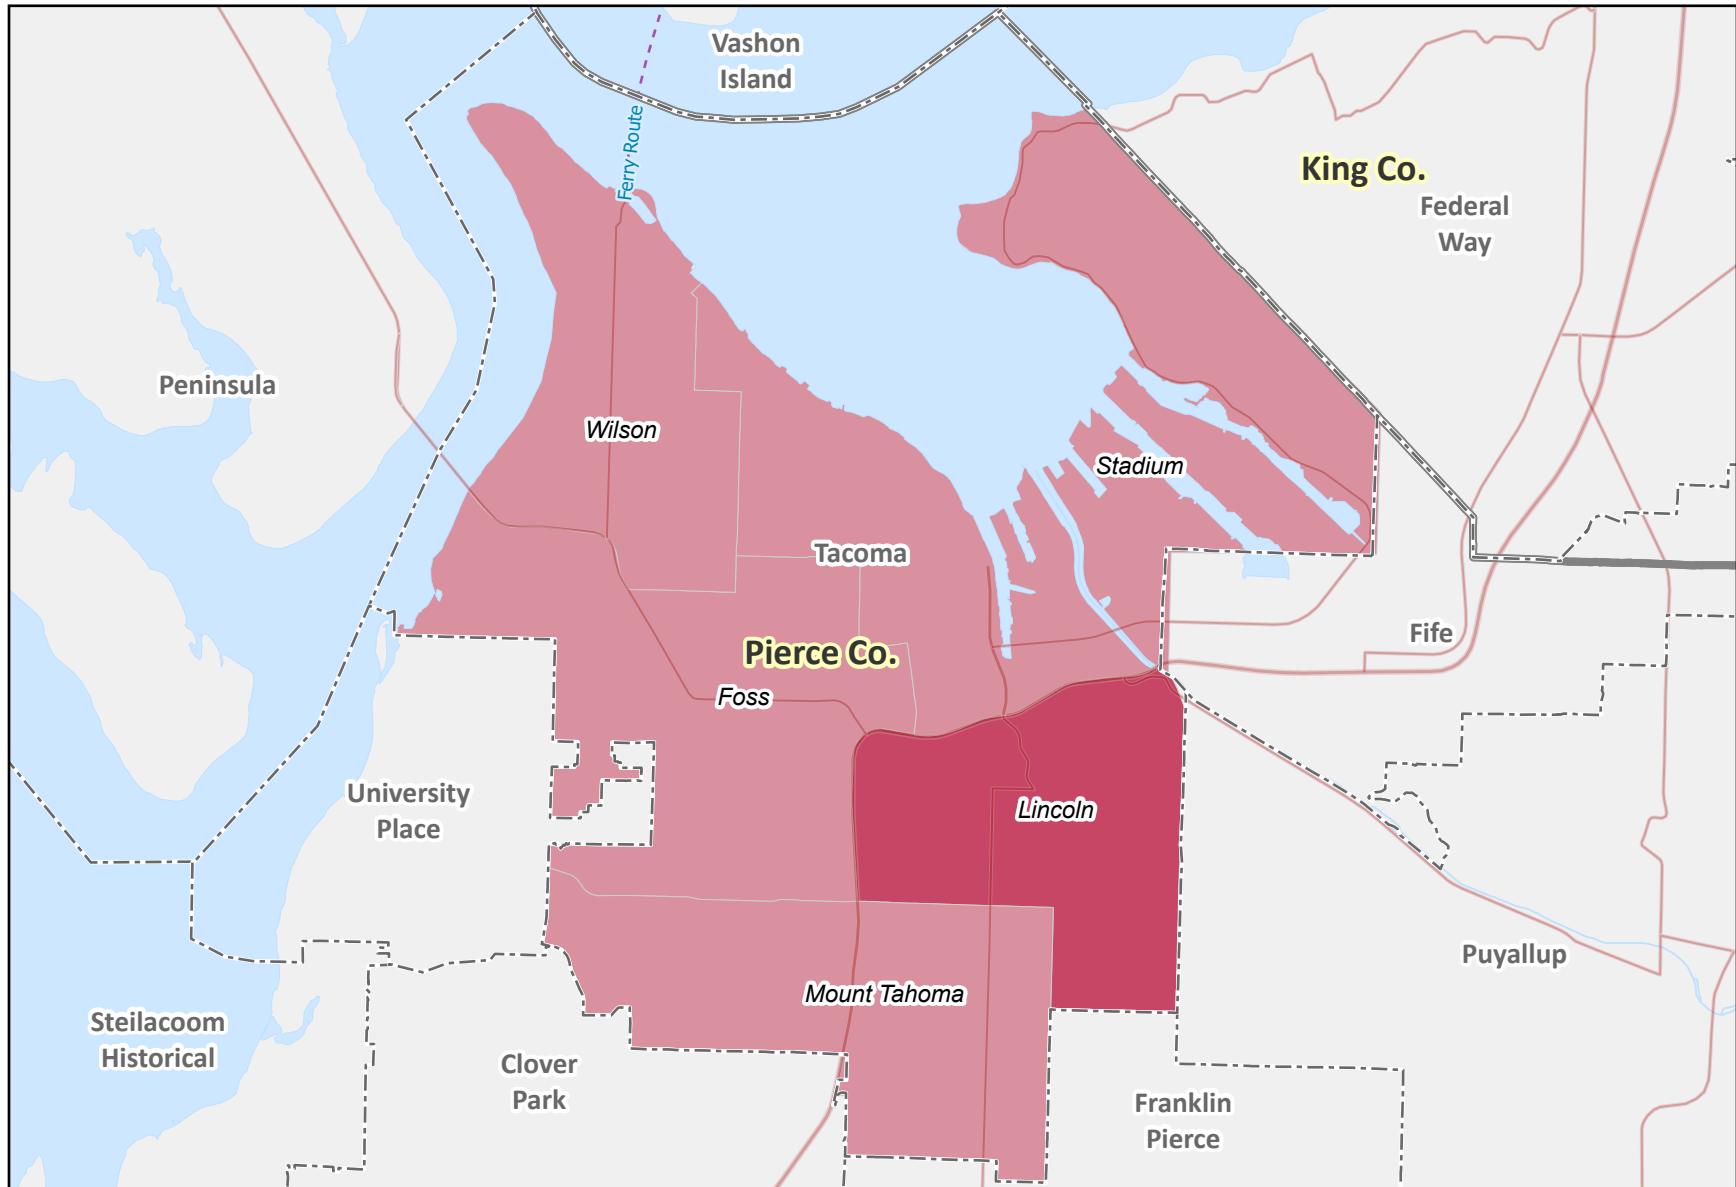 Vashon
Island
Ferry Route
King Co.
Federal
Way
Peninsula
Wilson
Stadium
Tacoma
Fife
Pierce Co.
Foss
University
Place
Lincoln
Puyallup
Mount Tahoma
Steilacoom
Historical
Clover
Park
Franklin
Pierce